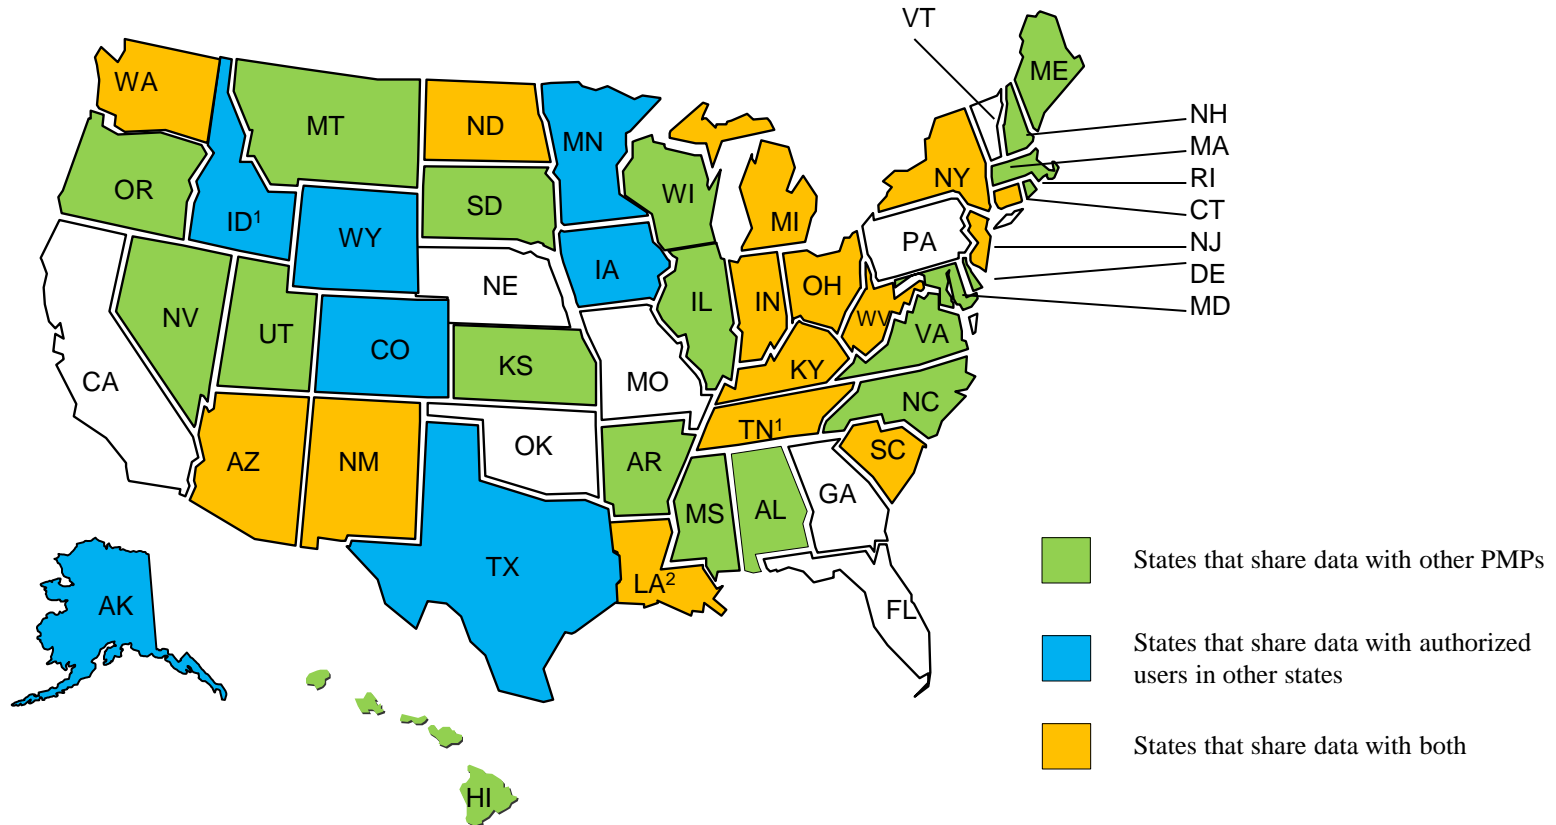 VT
ME
WA
MT
ND
MN
NH
MA
OR
ID¹
WY
SD
WI
MI
NY
RI
CT
PA
NJ
DE
MD
IA
NE
NV
UT
CO
KS
IL
IN
OH
WV
VA
CA
MO
KY
NC
AZ
NM
OK
AR
TN¹
SC
MS
AL
GA
TX
LA²
FL
AK
HI
States that share data with other PMPs
States that share data with authorized
users in other states
States that share data with both